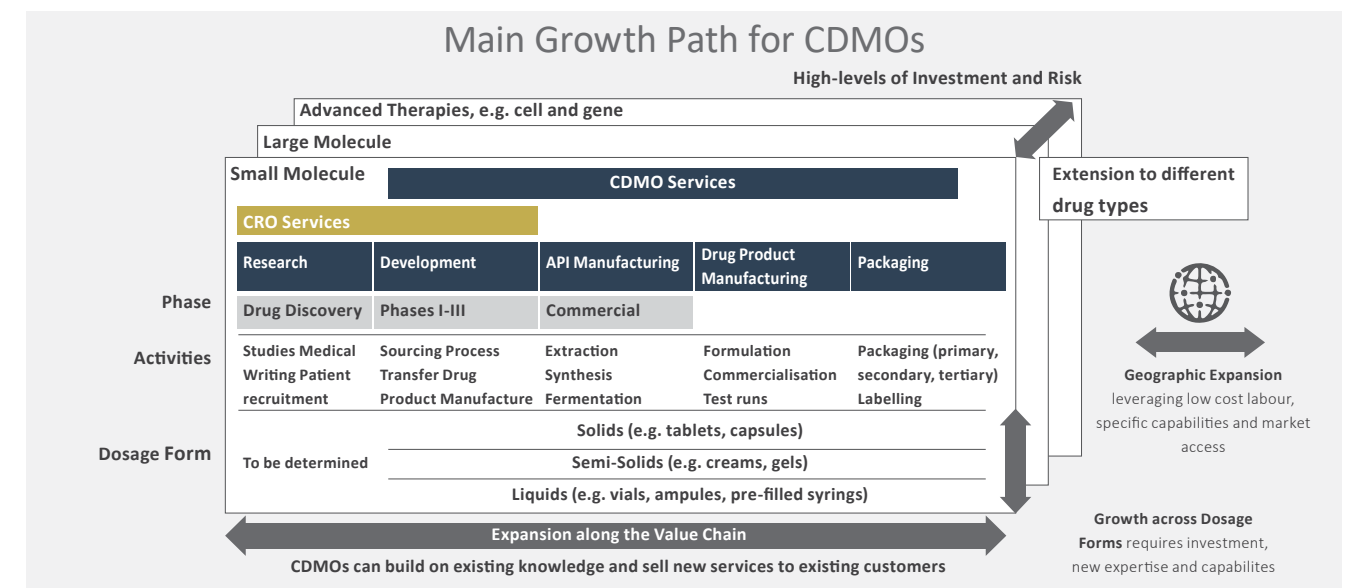 Main Growth Path for CDMOs
High-levels of Investment and Risk
Advanced Therapies, e.g. cell and gene
Large Molecule
Small Molecule
CDMO Services
Extension to different
drug types
CRO Services
Research
Development
API Manufacturing
Drug Product
Manufacturing
Packaging
Phase
Drug Discovery
Phases I-III
Commercial
Activities
Studies Medical
Writing Patient
recruitment
Sourcing Process
Transfer Drug
Product Manufacture
Extraction
Synthesis
Fermentation
Formulation
Commercialisation
Test runs
Packaging (primary,
secondary, tertiary)
Labelling
Geographic Expansion
leveraging low cost labour,
specific capabilities and market
access
Dosage Form
To be determined
Solids (e.g. tablets, capsules)
Semi-Solids (e.g. creams, gels)
Liquids (e.g. vials, ampules, pre-filled syrings)
Expansion along the Value Chain
CDMOs can build on existing knowledge and sell new services to existing customers
Growth across Dosage
Forms requires investment,
new expertise and capabilites